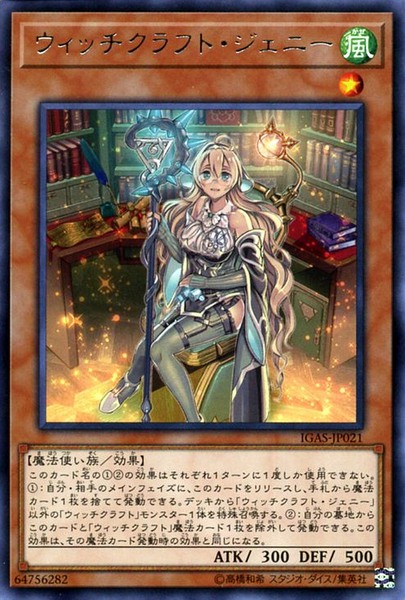 ウィッチクラフト・ジェニー
風
IGAS-JP021
【魔法使い族/効果】
このカード名の①②の効果はそれぞれ1ターンに1度しか使用できない。
①:自分・相手のメインフェイズに、このカードをリリースし、手札から魔法
カード1枚を捨てて発動できる。デッキから「ウィッチクラフト・ジェニー」
以外の「ウィッチクラフト」モンスター1体を特殊召喚する。②:自分の墓地か
らこのカードと「ウィッチクラフト」魔法カード1枚を除外して発動できる。この
効果は、その魔法カード発動時の効果と同じになる。
ATK/ 300 DEF/ 500
64756282
©高橋和希 スタジオ・ダイス/集英社